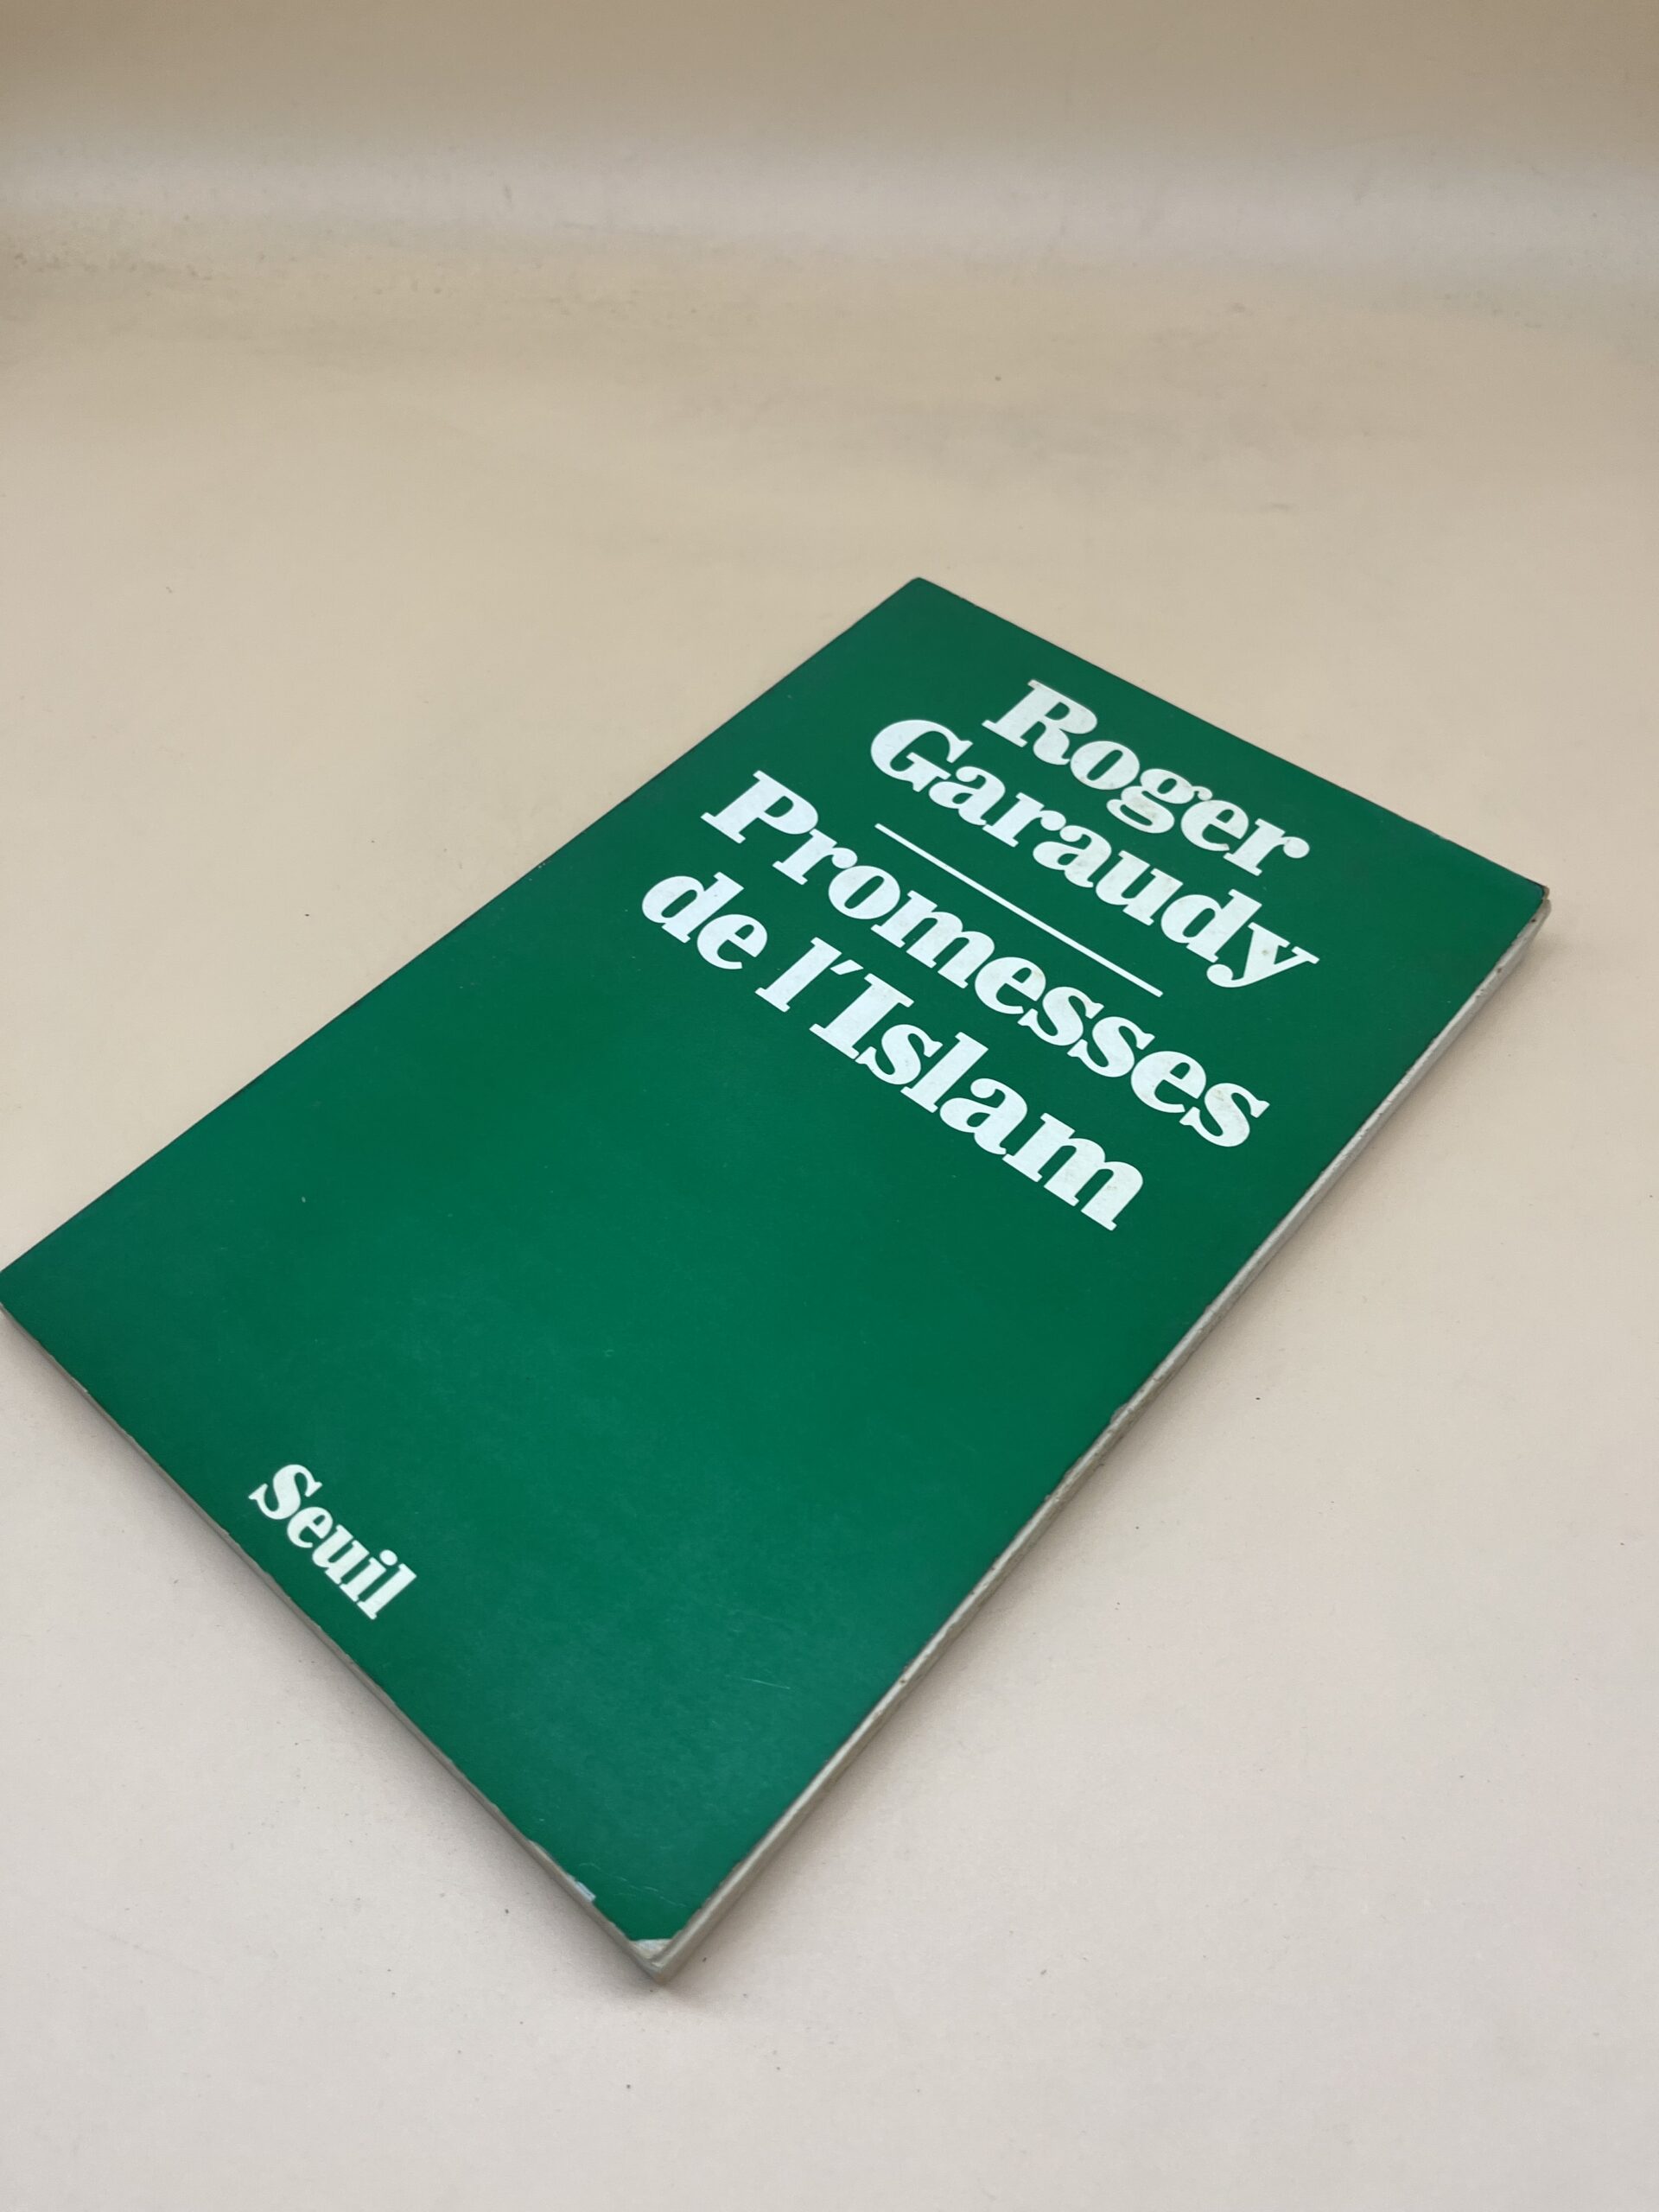 Roger
Garaudy
Promesses
de l'Islam
Seuil